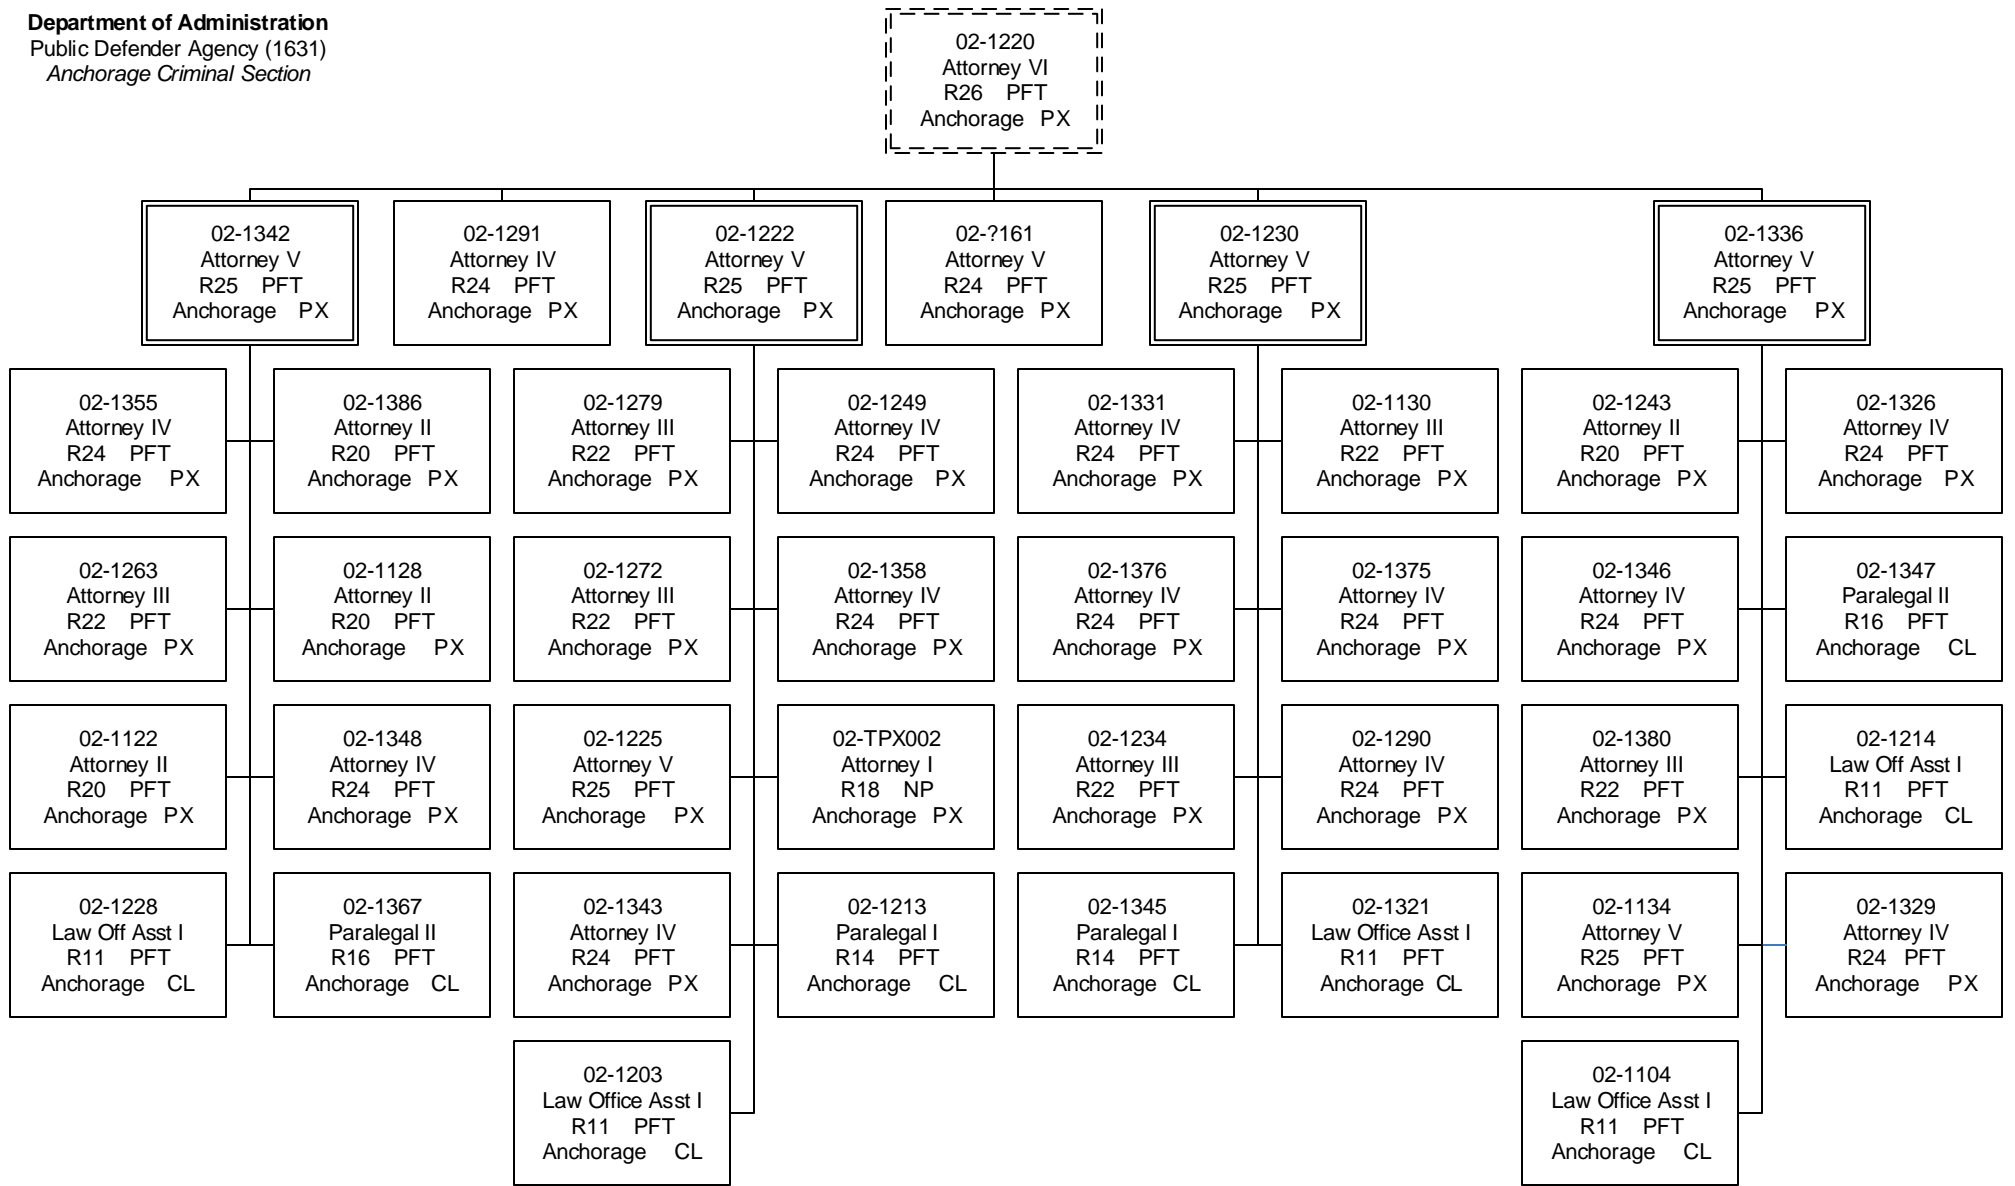 Department of Administration
Public Defender Agency (1631)
Anchorage Criminal Section
02-1220
Attorney VI
R26 PFT
Anchorage PX
02-1342
Attorney V
R25 PFT
Anchorage PX
02-1291
Attorney IV
R24 PFT
Anchorage PX
02-1222
Attorney V
R25 PFT
Anchorage PX
02-?161
Attorney V
R24 PFT
Anchorage PX
02-1230
Attorney V
R25 PFT
Anchorage PX
02-1336
Attorney V
R25 PFT
Anchorage PX
02-1355
Attorney IV
R24 PFT
Anchorage PX
02-1386
Attorney II
R20 PFT
Anchorage PX
02-1279
Attorney III
R22 PFT
Anchorage PX
02-1249
Attorney IV
R24 PFT
Anchorage PX
02-1331
Attorney IV
R24 PFT
Anchorage PX
02-1130
Attorney III
R22 PFT
Anchorage PX
02-1243
Attorney II
R20 PFT
Anchorage PX
02-1326
Attorney IV
R24 PFT
Anchorage PX
02-1263
Attorney III
R22 PFT
Anchorage PX
02-1128
Attorney II
R20 PFT
Anchorage PX
02-1272
Attorney III
R22 PFT
Anchorage PX
02-1358
Attorney IV
R24 PFT
Anchorage PX
02-1376
Attorney IV
R24 PFT
Anchorage PX
02-1375
Attorney IV
R24 PFT
Anchorage PX
02-1346
Attorney IV
R24 PFT
Anchorage PX
02-1347
Paralegal II
R16 PFT
Anchorage CL
02-1122
Attorney II
R20 PFT
Anchorage PX
02-1348
Attorney IV
R24 PFT
Anchorage PX
02-1225
Attorney V
R25 PFT
Anchorage PX
02-TPX002
Attorney I
R18 NP
Anchorage PX
02-1234
Attorney III
R22 PFT
Anchorage PX
02-1290
Attorney IV
R24 PFT
Anchorage PX
02-1380
Attorney III
R22 PFT
Anchorage PX
02-1214
Law Off Asst I
R11 PFT
Anchorage CL
02-1228
Law Off Asst I
R11 PFT
Anchorage CL
02-1367
Paralegal II
R16 PFT
Anchorage CL
02-1343
Attorney IV
R24 PFT
Anchorage PX
02-1213
Paralegal I
R14 PFT
Anchorage CL
02-1345
Paralegal I
R14 PFT
Anchorage CL
02-1321
Law Office Asst I
R11 PFT
Anchorage CL
02-1134
Attorney V
R25 PFT
Anchorage PX
02-1329
Attorney IV
R24 PFT
Anchorage PX
02-1203
Law Office Asst I
R11 PFT
Anchorage CL
02-1104
Law Office Asst I
R11 PFT
Anchorage CL